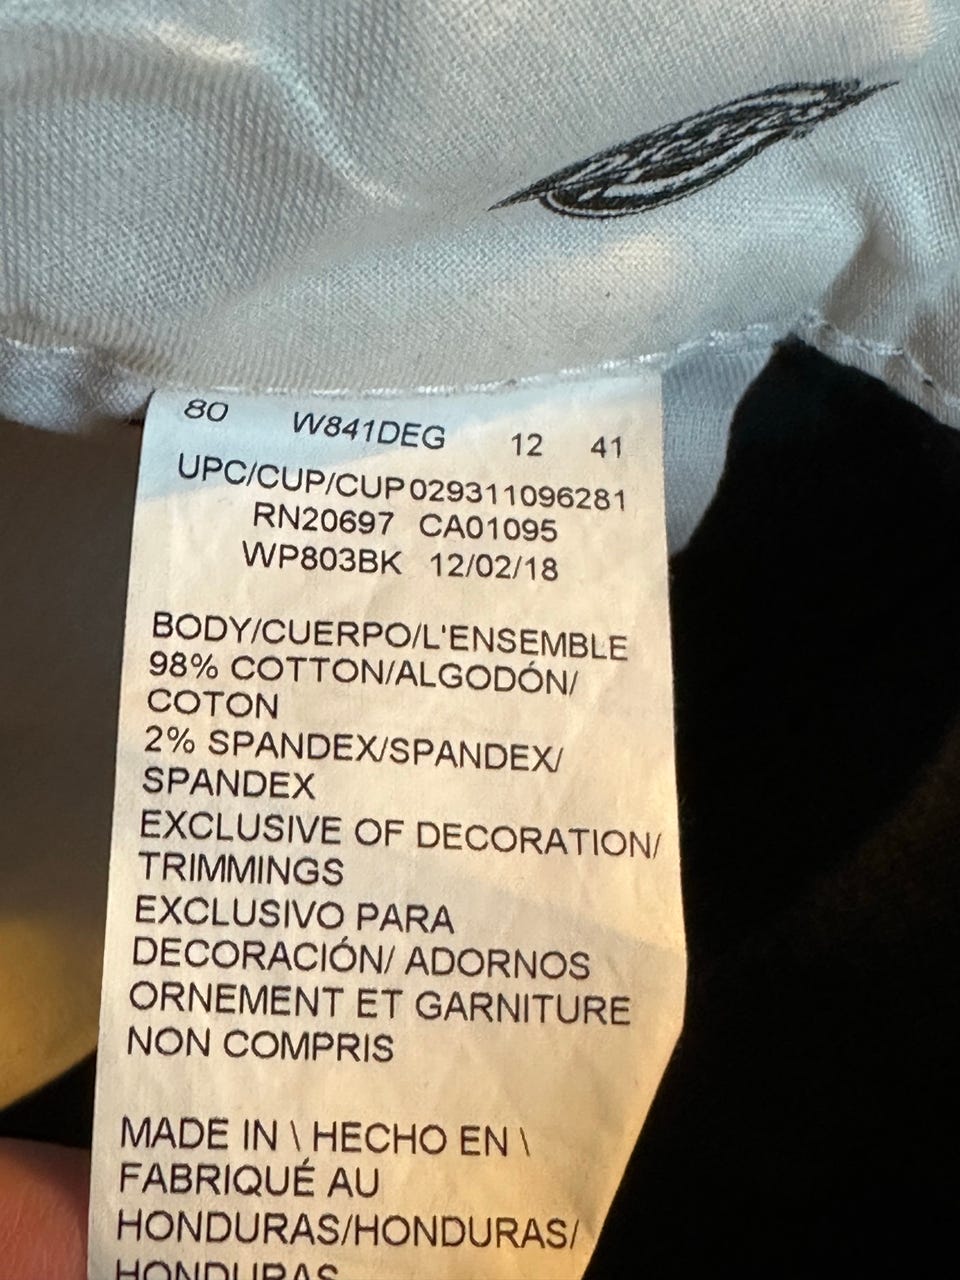 80 W841DEG 12 41
UPC/CUP/CUP029311096281
RN20697 CA01095
WP803BK 12/02/18
BODY/CUERPO/L'ENSEMBLE
98% COTTON/ALGODÓN/
COTON
2% SPANDEX/SPANDEX/
SPANDEX
EXCLUSIVE OF DECORATION/
TRIMMINGS
EXCLUSIVO PARA
DECORACIÓN/ ADORNOS
ORNEMENT ET GARNITURE
NON COMPRIS
MADE IN \ HECHO EN \
FABRIQUÉ AU
HONDURAS/HONDURAS/
HONDURAS